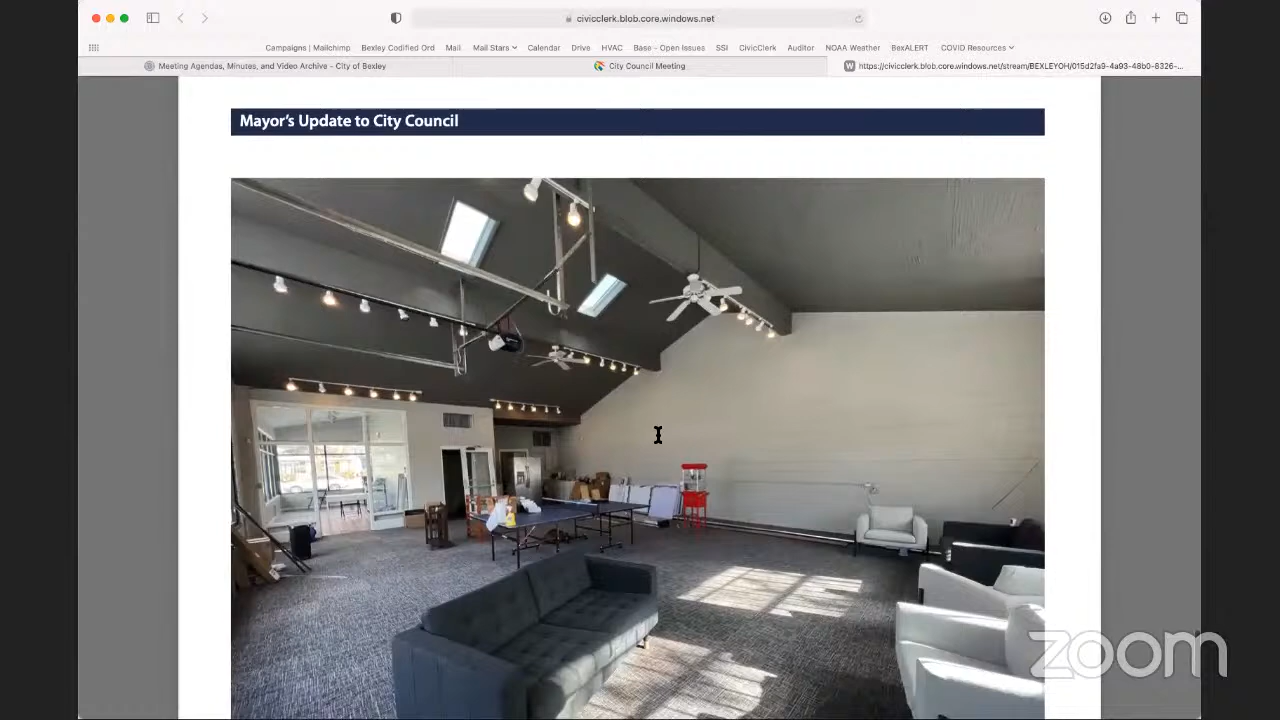 civicclerk.blob.core.windows.net
Campaigns | Mailchimp Bexley Codified Ord Mail Mail Stars Calendar Drive HVAC Base - Open Issues SSI CivicClerk Auditor NOAA Weather BexALERT COVID Resources
Meeting Agendas, Minutes, and Video Archive - City of Bexley City Council Meeting https://civicclerk.blob.core.windows.net/stream/BEXLEYOH/015d2fa9-4a93-48b0-8326-...
Mayor's Update to City Council
zoom